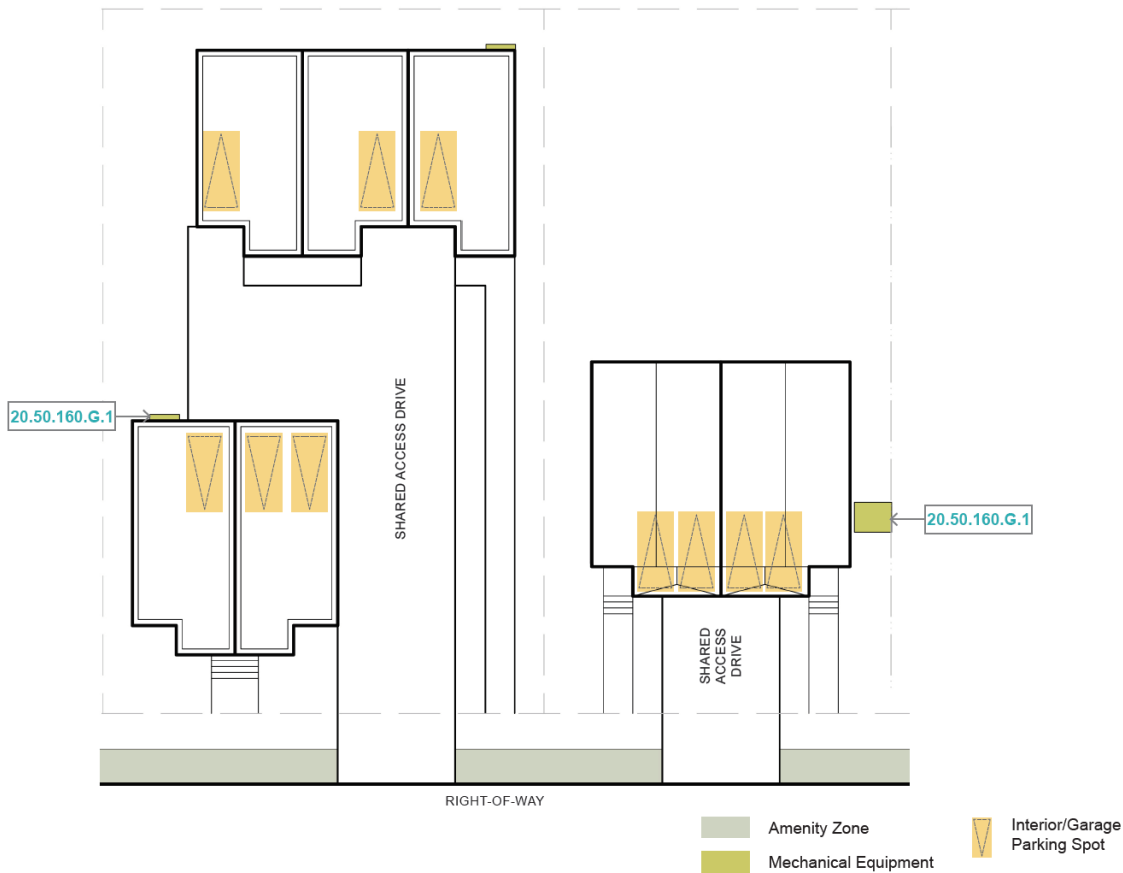 20.50.160.G.1
SHARED ACCESS DRIVE
20.50.160.G.1
SHARED
ACCESS
DRIVE
RIGHT-OF-WAY
Amenity Zone
Mechanical Equipment
Interior/Garage
Parking Spot